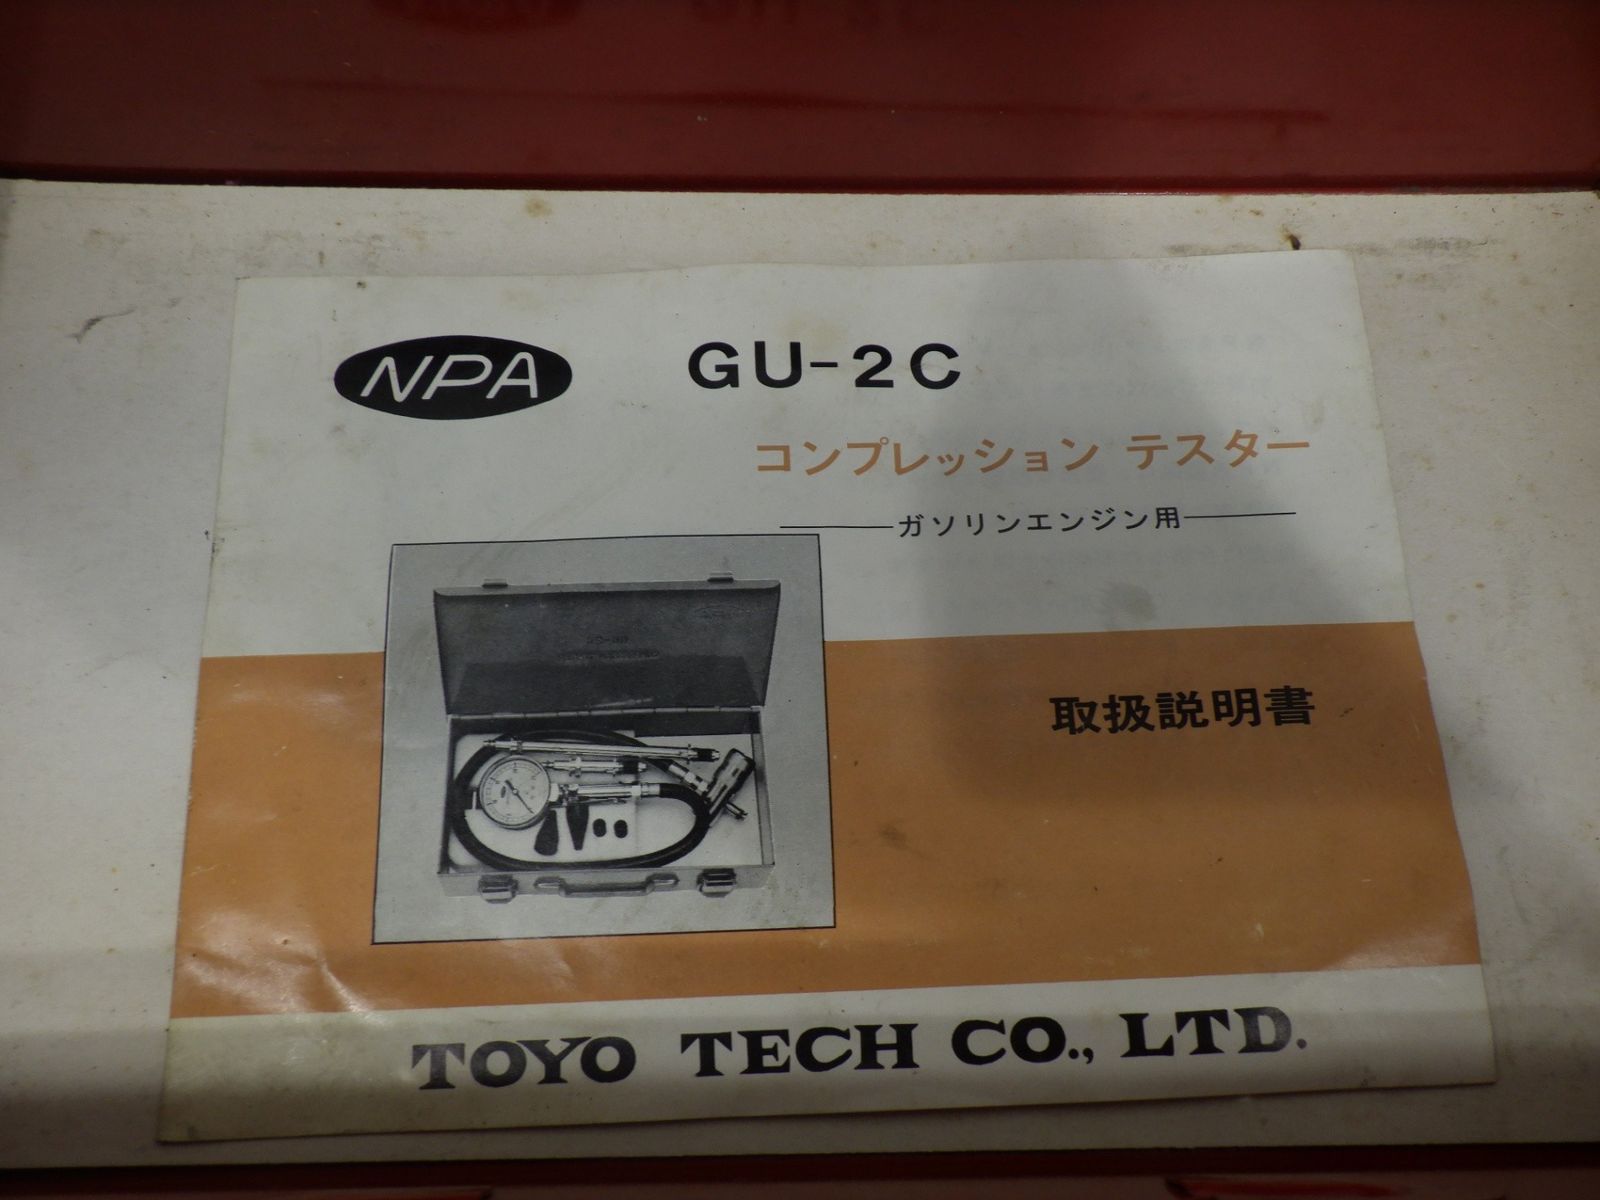 NPA
GU-2C
コンプレッション テスター
ガソリンエンジン用
取扱説明書
TOYO TECH CO., LTD.